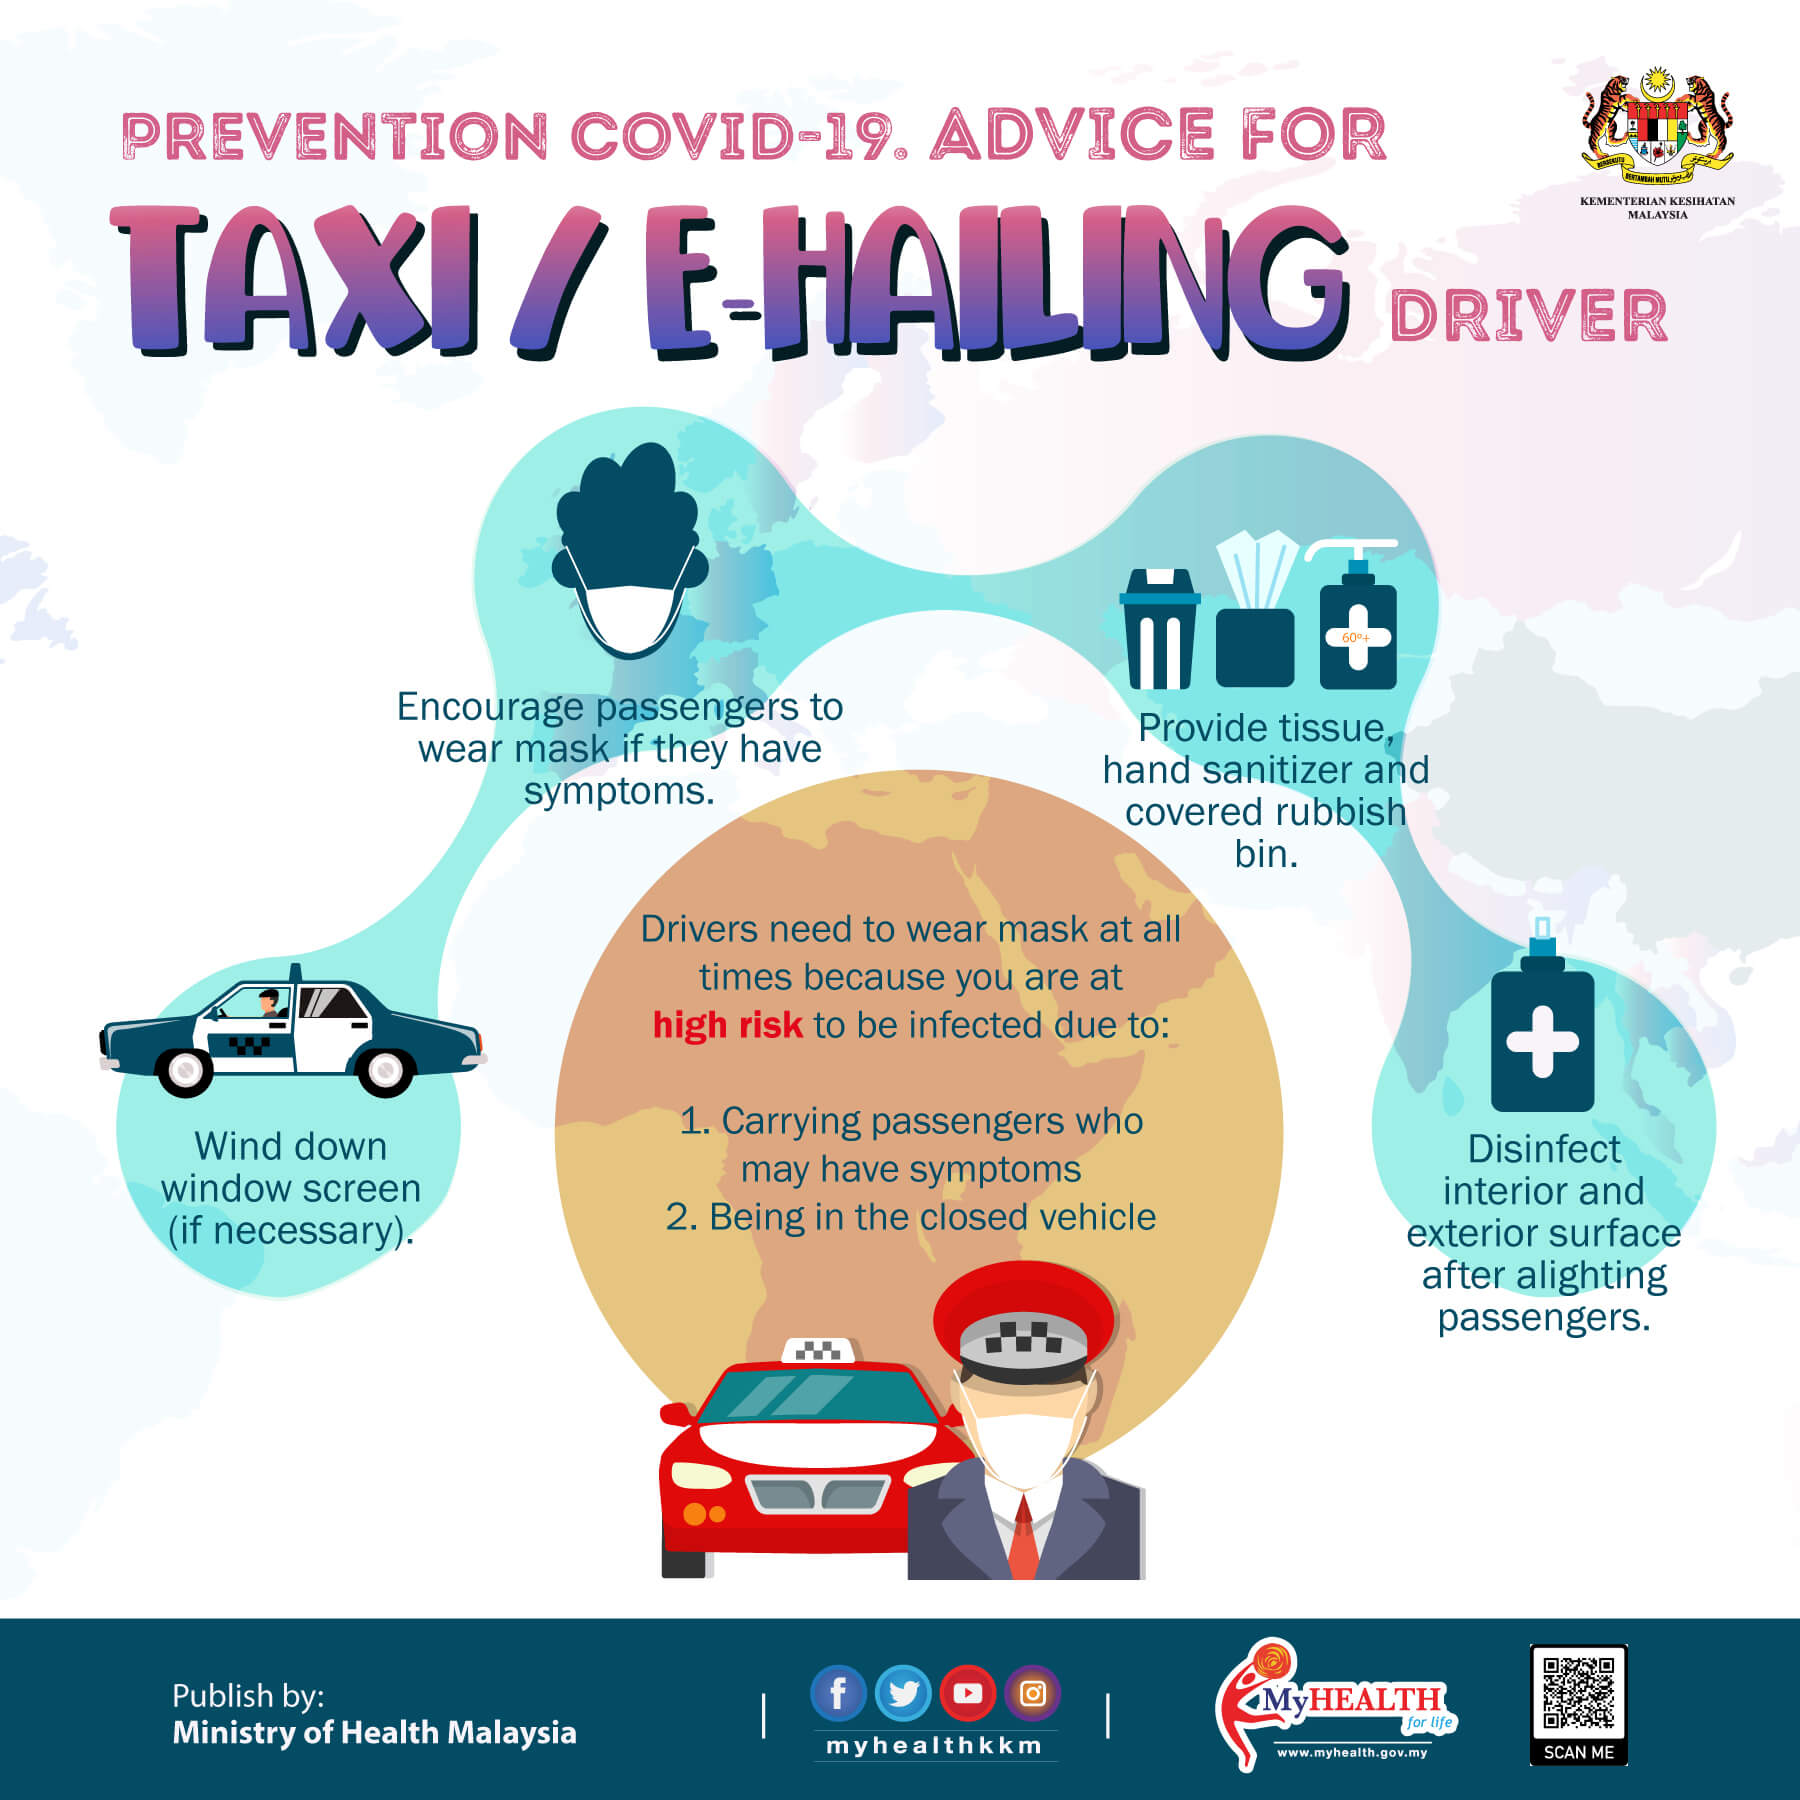 PREVENTION COVID-19. ADVICE FOR
TAXI / E-HAILING DRIVER
KEMENTERIAN KESIHATAN
MALAYSIA
Encourage passengers to
wear mask if they have
symptoms.
60º+
Provide tissue,
hand sanitizer and
covered rubbish
bin.
Wind down
window screen
(if necessary).
Drivers need to wear mask at all
times because you are at
high risk to be infected due to:
1. Carrying passengers who
may have symptoms
2. Being in the closed vehicle
Disinfect
interior and
exterior surface
after alighting
passengers.
Publish by:
Ministry of Health Malaysia
myhealthkkm
MyHEALTH
for life
www.myhealth.gov.my
SCAN ME